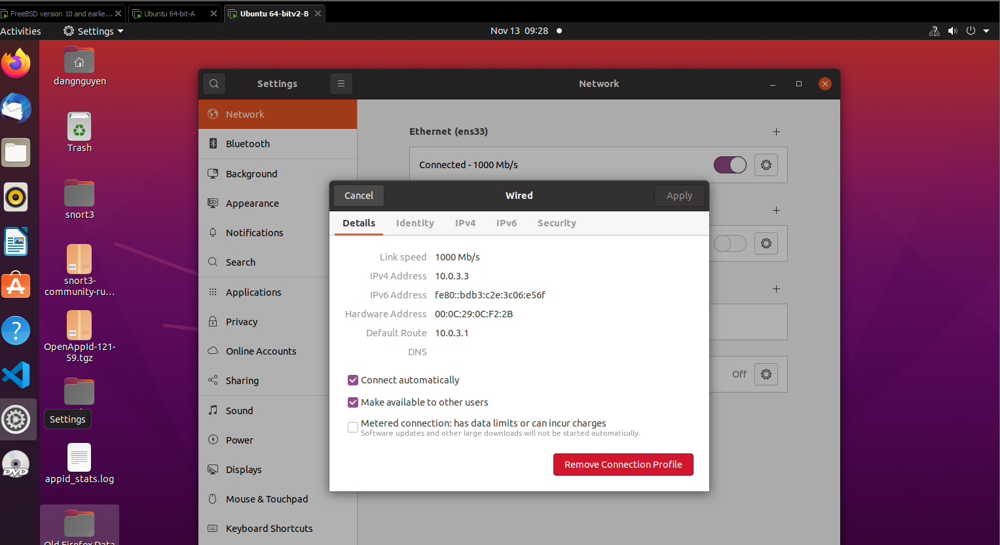 FreeBSD version 10 and earlie...
Ubuntu 64-bit-A
Ubuntu 64-bitv2-B
Activities
Settings
Nov 13 09:28
dangnguyen
Trash
snort3
snort3-
community-ru...
OpenAppId-121-
59.tgz
Settings
appid_stats.log
Old Firefox Data
DVD
Settings
Network
Network
Bluetooth
Background
Appearance
Notifications
Search
Applications
Privacy
Online Accounts
Sharing
Sound
Power
Displays
Mouse & Touchpad
Keyboard Shortcuts
Ethernet (ens33)
Connected - 1000 Mb/s
Off
Cancel
Wired
Apply
Details
Identity
IPv4
IPv6
Security
Link speed 1000 Mb/s
IPv4 Address 10.0.3.3
IPv6 Address fe80::bdb3:c2e:3c06:e56f
Hardware Address 00:0C:29:0C:F2:2B
Default Route 10.0.3.1
DNS
Connect automatically
Make available to other users
Metered connection: has data limits or can incur charges
Software updates and other large downloads will not be started automatically.
Remove Connection Profile